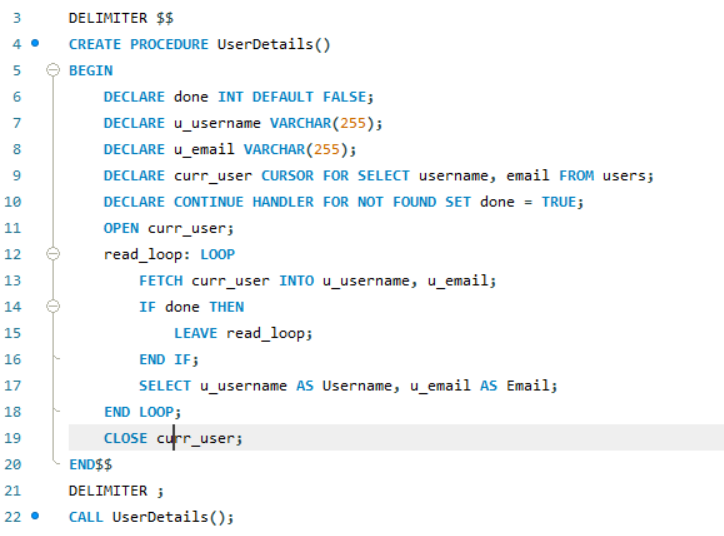 3 DELIMITER $$
4 CREATE PROCEDURE UserDetails()
5 BEGIN
6 DECLARE done INT DEFAULT FALSE;
7 DECLARE u_username VARCHAR(255);
8 DECLARE u_email VARCHAR(255);
9 DECLARE curr_user CURSOR FOR SELECT username, email FROM users;
10 DECLARE CONTINUE HANDLER FOR NOT FOUND SET done = TRUE;
11 OPEN curr_user;
12 read_loop: LOOP
13 FETCH curr_user INTO u_username, u_email;
14 IF done THEN
15 LEAVE read_loop;
16 END IF;
17 SELECT u_username AS Username, u_email AS Email;
18 END LOOP;
19 CLOSE curr_user;
20 END$$
21 DELIMITER ;
22 CALL UserDetails();